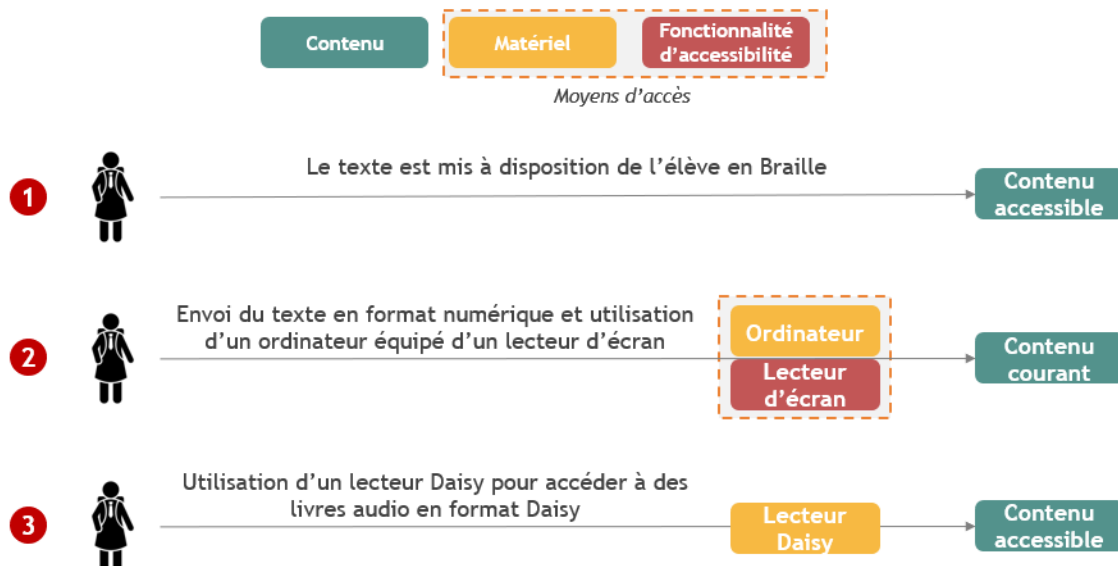 Contenu
Matériel
Fonctionnalité
d'accessibilité
Moyens d'accès
1
Le texte est mis à disposition de l'élève en Braille
Contenu
accessible
2
Envoi du texte en format numérique et utilisation
d'un ordinateur équipé d'un lecteur d'écran
Ordinateur
Lecteur
d'écran
Contenu
courant
3
Utilisation d'un lecteur Daisy pour accéder à des
livres audio en format Daisy
Lecteur
Daisy
Contenu
accessible